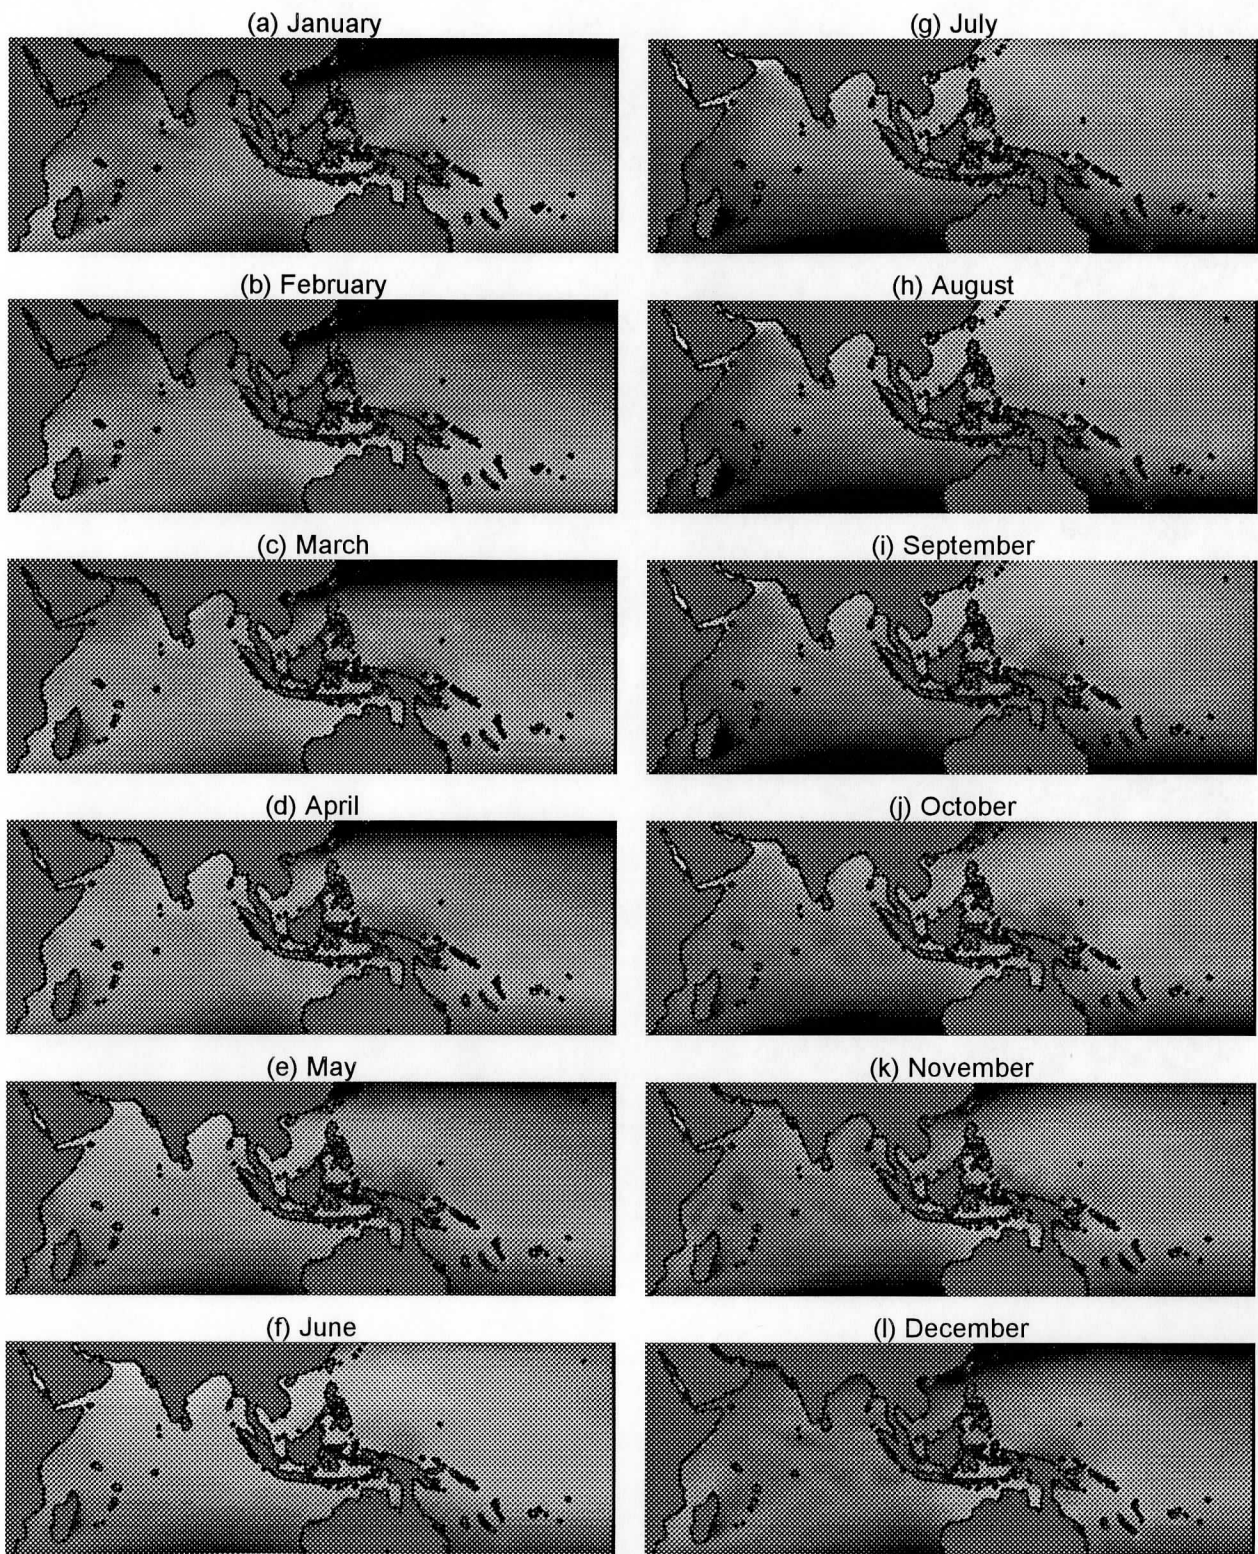 (a) January
(g) July
(b) February
(h) August
(c) March
(i) September
(d) April
(j) October
(e) May
(k) November
(f) June
(l) December